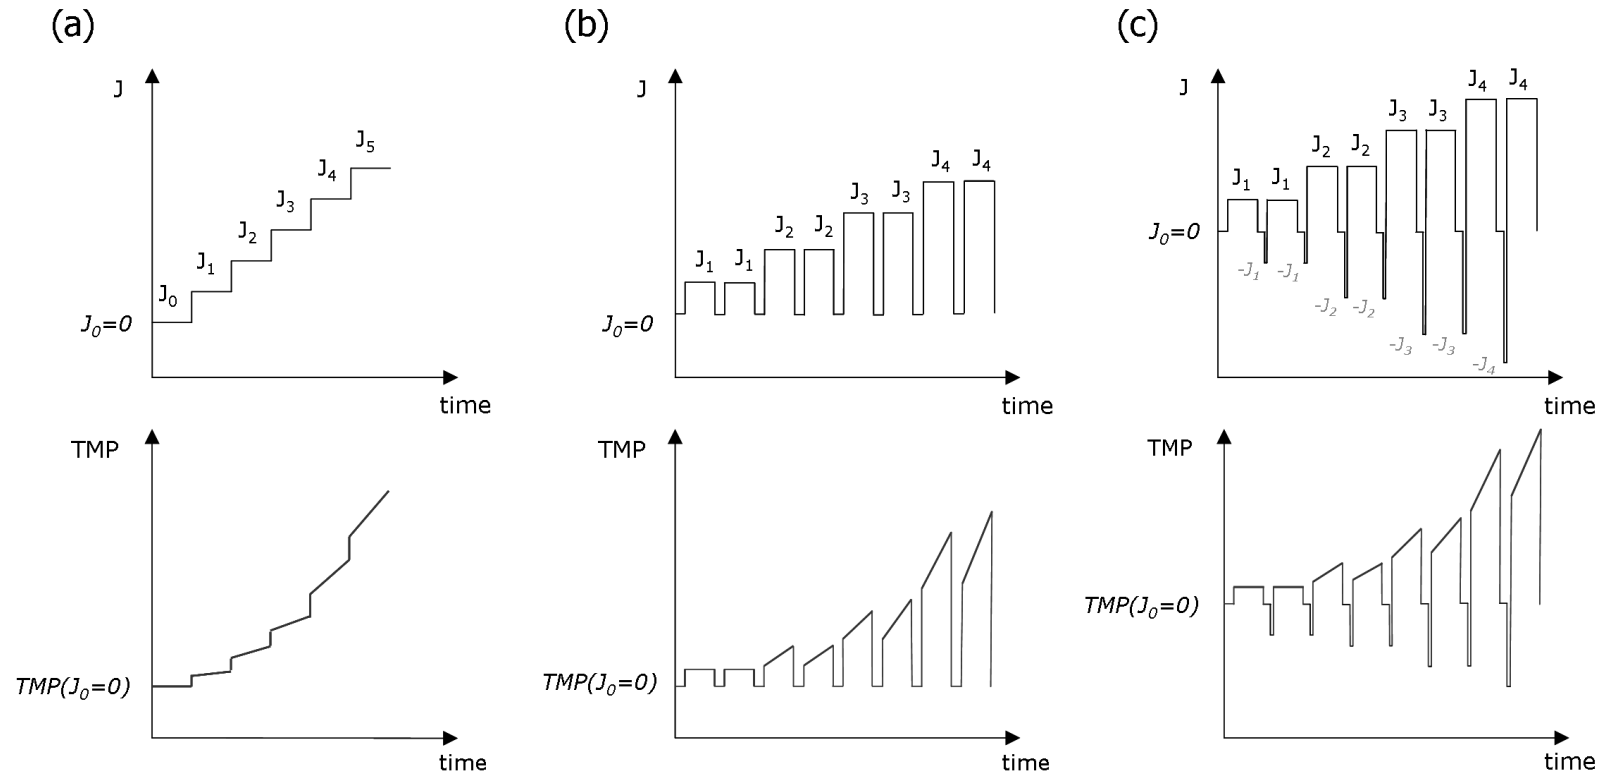 (a)
J
J₀
J₁
J₂
J₃
J₄
J₅
J₀=0
time
TMP
TMP(J₀=0)
time
(b)
J
J₁ J₁ J₂ J₂ J₃ J₃ J₄ J₄
J₀=0
time
TMP
TMP(J₀=0)
time
(c)
J
J₁ J₁ J₂ J₂ J₃ J₃ J₄ J₄
J₀=0
-J₁ -J₁ -J₂ -J₂ -J₃ -J₃ -J₄
time
TMP
TMP(J₀=0)
time